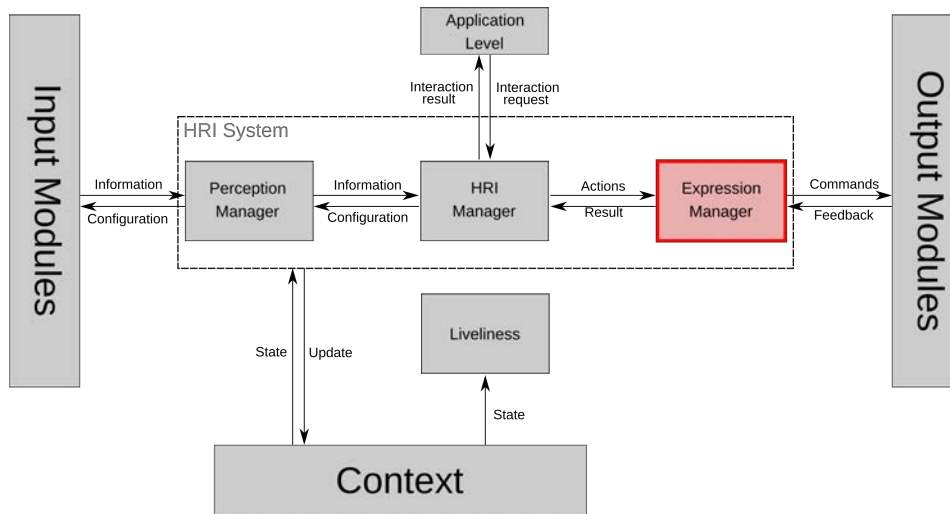 Application
Level
Interaction
result
Interaction
request
HRI System
Input Modules
Information
Configuration
Perception
Manager
Information
Configuration
HRI
Manager
Actions
Result
Expression
Manager
Commands
Feedback
Output Modules
State
Update
Liveliness
State
Context